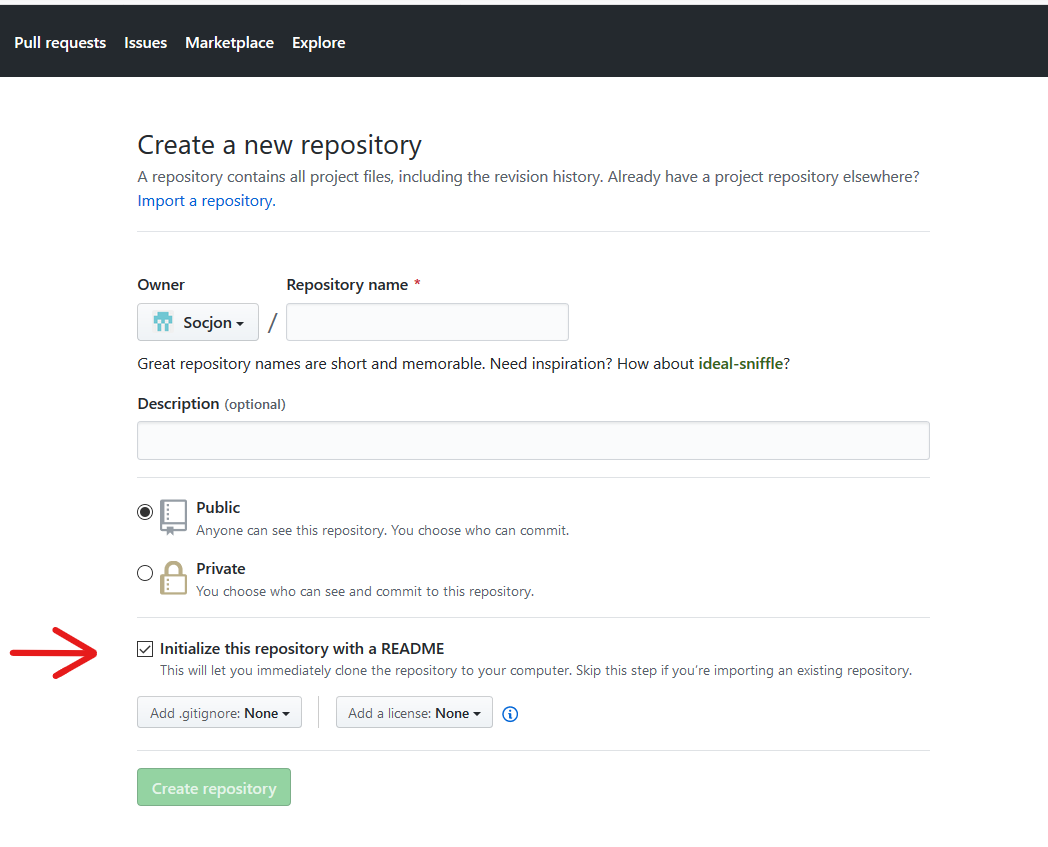 Pull requests Issues Marketplace Explore
Create a new repository
A repository contains all project files, including the revision history. Already have a project repository elsewhere?
Import a repository.
Owner Repository name *
Socjon /
Great repository names are short and memorable. Need inspiration? How about ideal-sniffle?
Description (optional)
Public
Anyone can see this repository. You choose who can commit.
Private
You choose who can see and commit to this repository.
Initialize this repository with a README
This will let you immediately clone the repository to your computer. Skip this step if you’re importing an existing repository.
Add .gitignore: None Add a license: None
Create repository